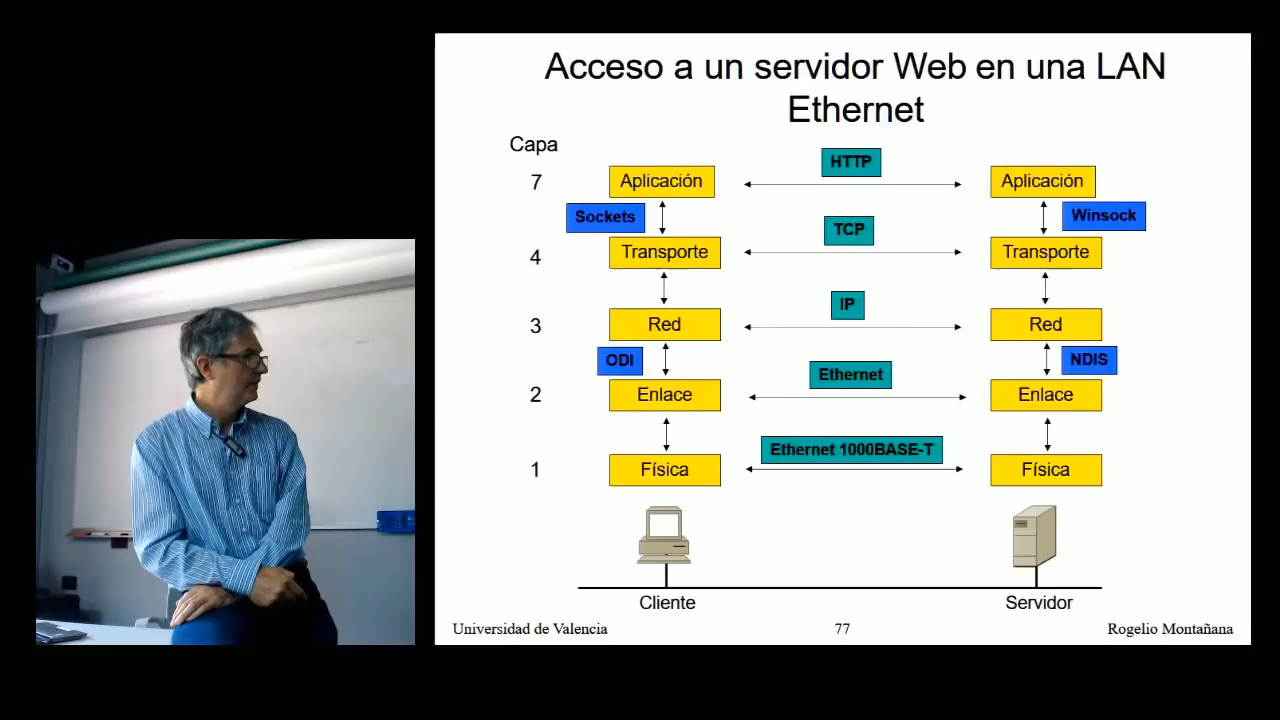 Acceso a un servidor Web en una LAN
Ethernet
Capa
HTTP
7
Aplicación
Aplicación
Sockets
Winsock
TCP
4
Transporte
Transporte
IP
3
Red
Red
ODI
NDIS
Ethernet
2
Enlace
Enlace
Ethernet 1000BASE-T
1
Física
Física
Cliente
Servidor
Universidad de Valencia
77
Rogelio Montañana